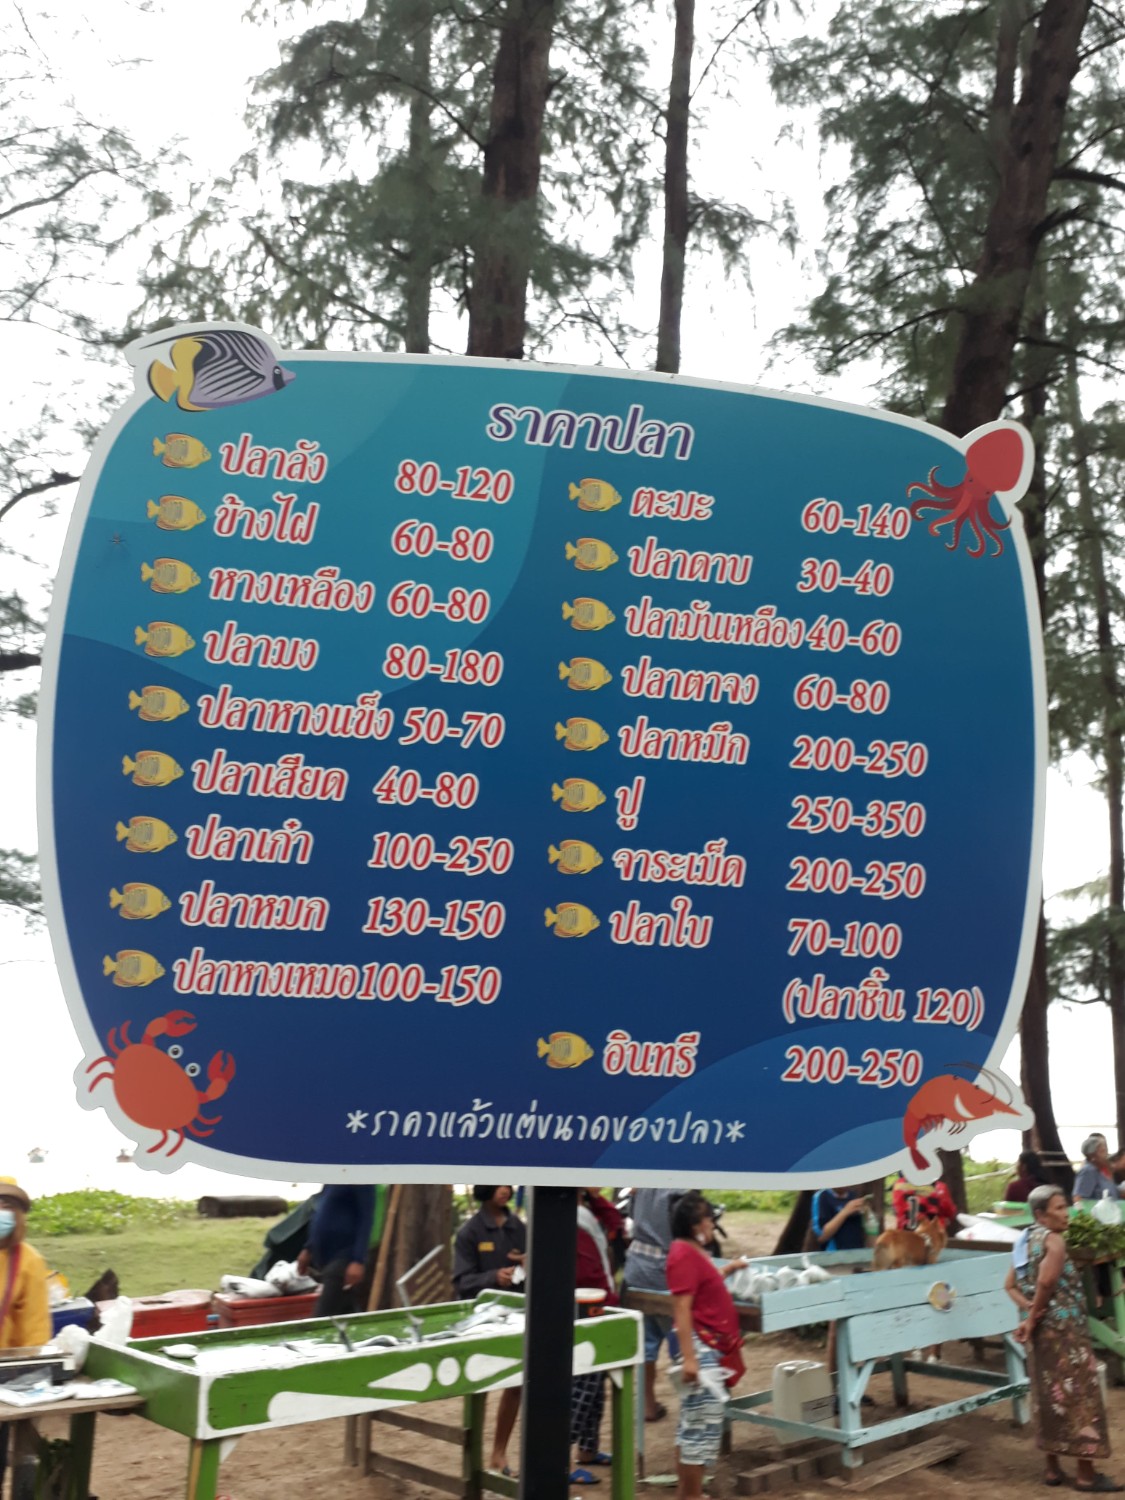 ราคาปลา
ปลาลัง 80-120
ข้างไฝ 60-80
หางเหลือง 60-80
ปลามง 80-180
ปลาหางแข็ง 50-70
ปลาเสียด 40-80
ปลาเก๋า 100-250
ปลาหมก 130-150
ปลาหางเหมอ 100-150
ตะมะ 60-140
ปลาดาบ 30-40
ปลามันเหลือง 40-60
ปลาตาจง 60-80
ปลาหมึก 200-250
ปู 250-350
จาระเม็ด 200-250
ปลาใบ 70-100
(ปลาชิ้น 120)
อินทรี 200-250
*ราคาแล้วแต่ขนาดของปลา*